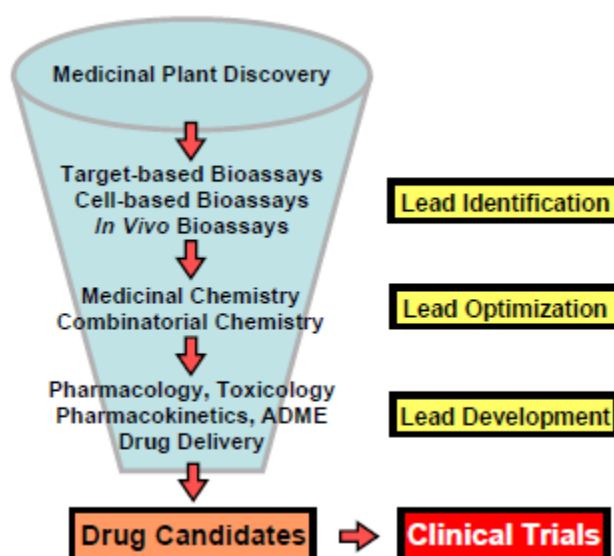 Medicinal Plant Discovery
Target-based Bioassays
Cell-based Bioassays
In Vivo Bioassays
Lead Identification
Medicinal Chemistry
Combinatorial Chemistry
Lead Optimization
Pharmacology, Toxicology
Pharmacokinetics, ADME
Drug Delivery
Lead Development
Drug Candidates
Clinical Trials